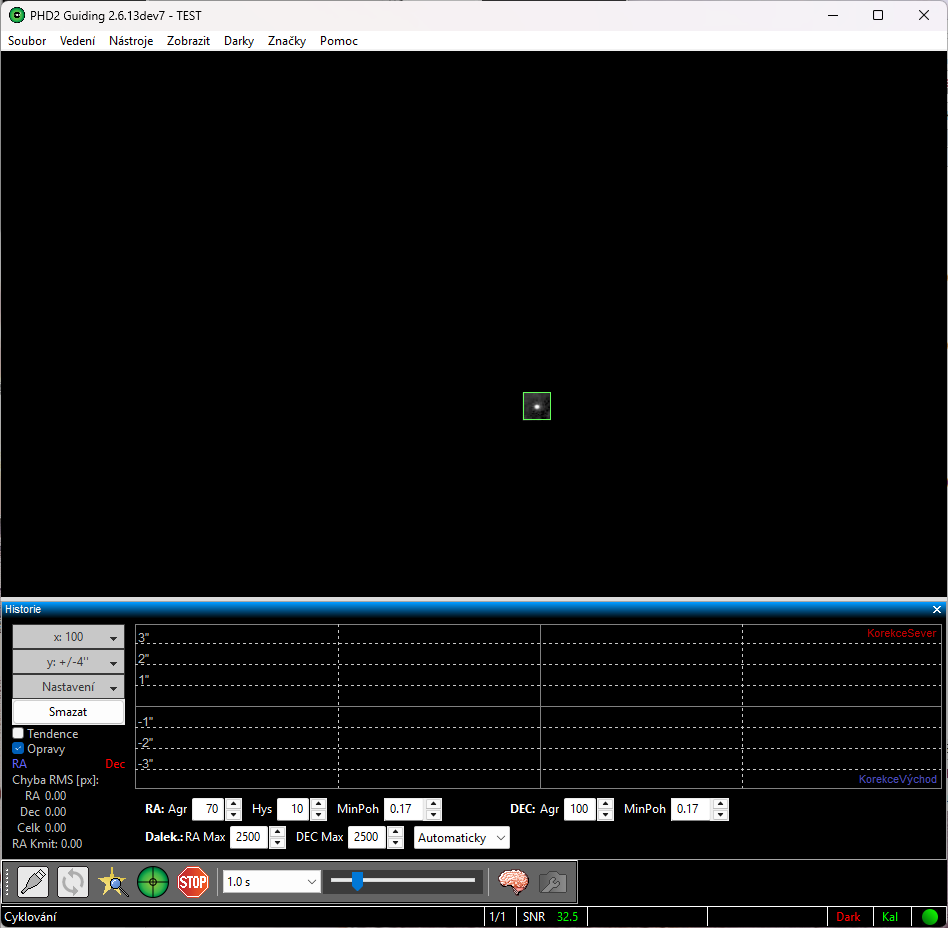 PHD2 Guiding 2.6.13dev7 - TEST
Soubor Vedení Nástroje Zobrazit Darky Značky Pomoc
Historie
x: 100
y: +/-4''
Nastavení
Smazat
Tendence
Opravy
RA Dec
Chyba RMS [px]:
RA 0.00
Dec 0.00
Celk 0.00
RA Kmit: 0.00
3"
2"
1"
-1"
-2"
-3"
KorekceSever
KorekceVýchod
RA: Agr 70 Hys 10 MinPoh 0.17 DEC: Agr 100 MinPoh 0.17
Dalek.: RA Max 2500 DEC Max 2500 Automaticky
STOP 1.0 s
Cyklování 1/1 SNR 32.5 Dark Kal